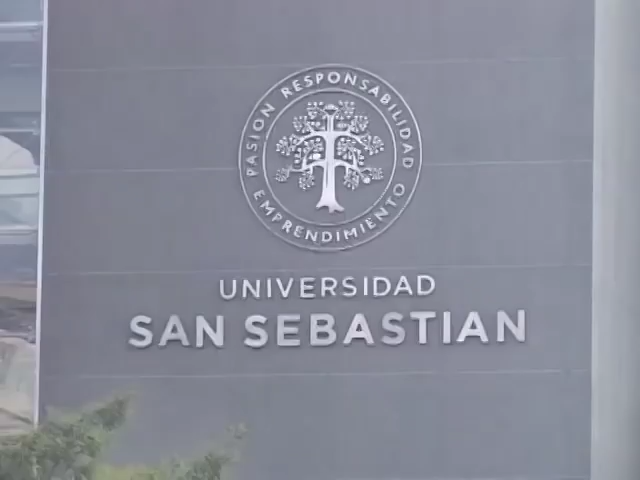 PASION RESPONSABILIDAD
EMPRENDIMIENTO
UNIVERSIDAD
SAN SEBASTIAN